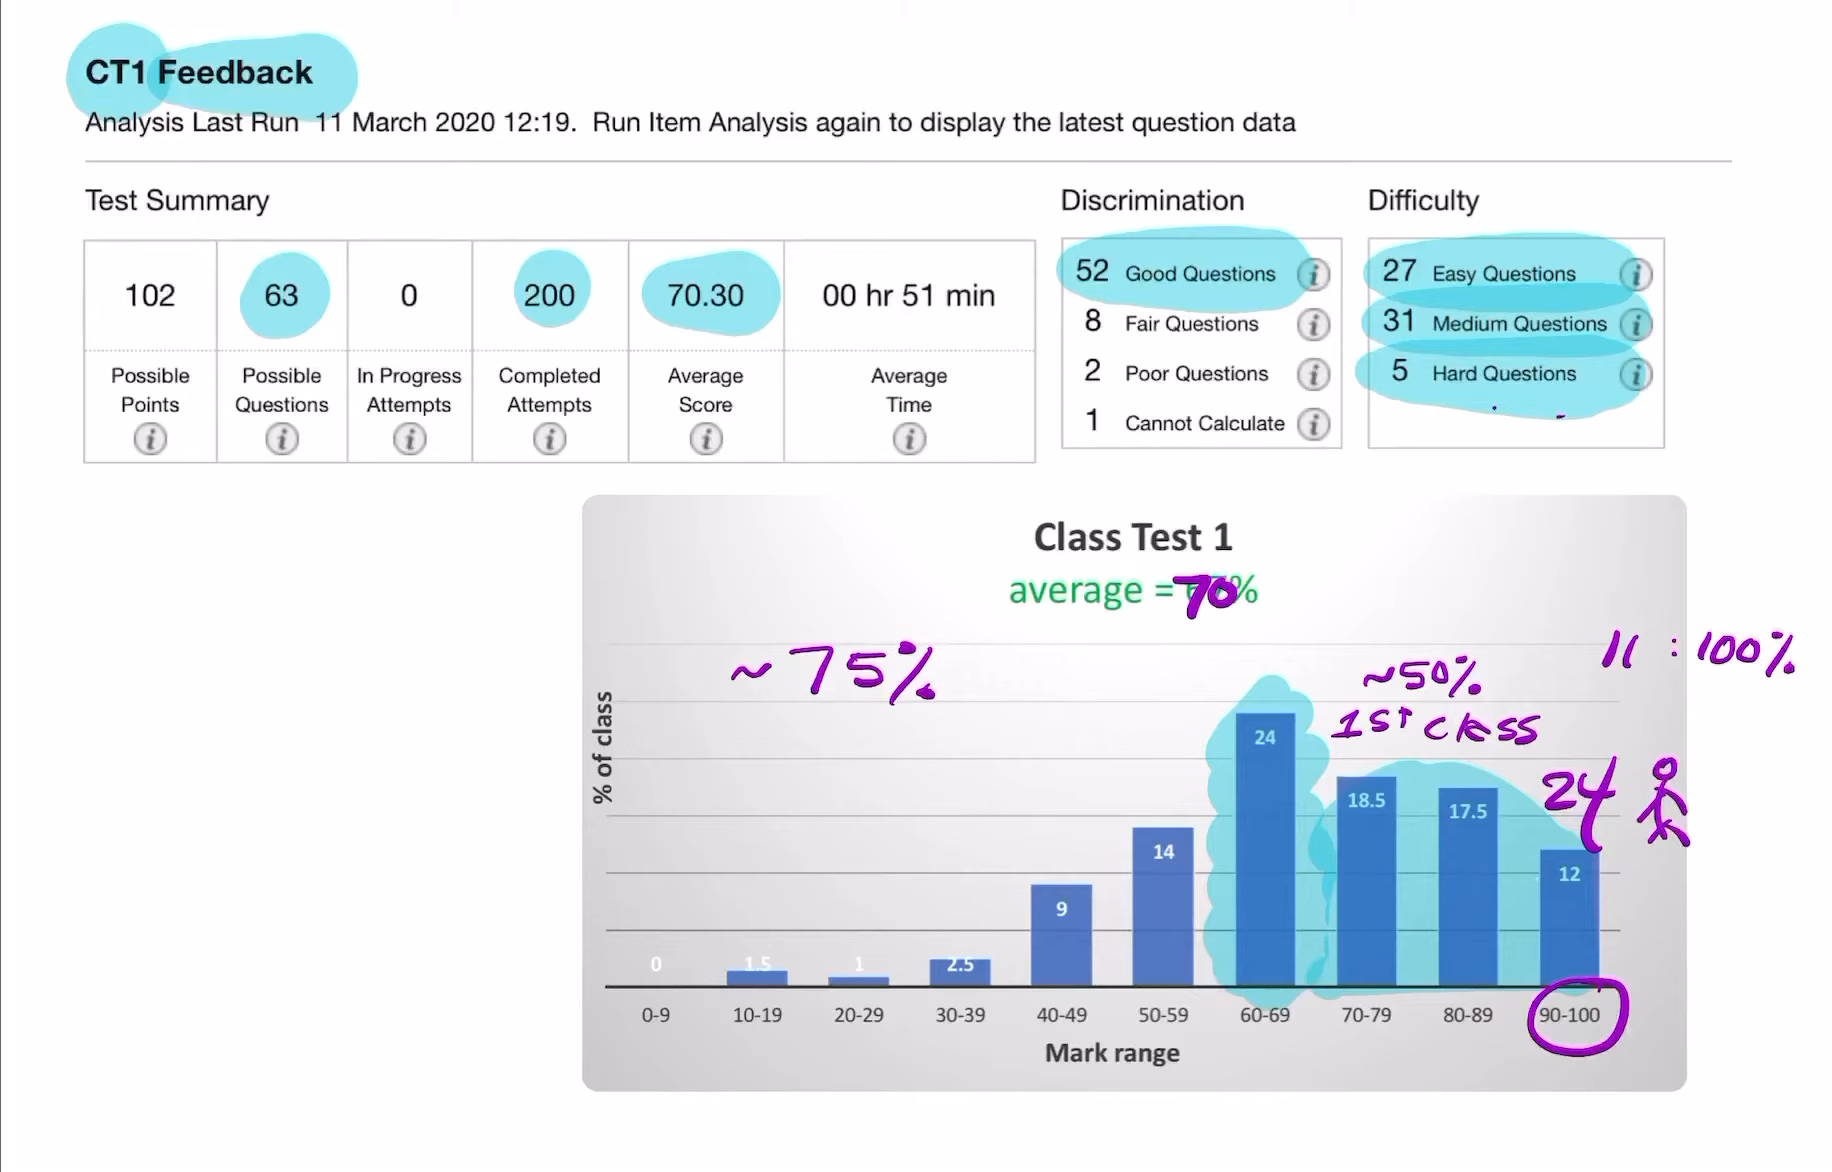 CT1 Feedback
Analysis Last Run 11 March 2020 12:19. Run Item Analysis again to display the latest question data
Test Summary
102 63 0 200 70.30 00 hr 51 min
Possible Points
Possible Questions
In Progress Attempts
Completed Attempts
Average Score
Average Time
Discrimination
52 Good Questions
8 Fair Questions
2 Poor Questions
1 Cannot Calculate
Difficulty
27 Easy Questions
31 Medium Questions
5 Hard Questions
Class Test 1
average = 70%
~75%
~50%
1ST class
11 : 100%
24
% of class
0 1.5 1 2.5 9 14 24 18.5 17.5 12
0-9 10-19 20-29 30-39 40-49 50-59 60-69 70-79 80-89 90-100
Mark range